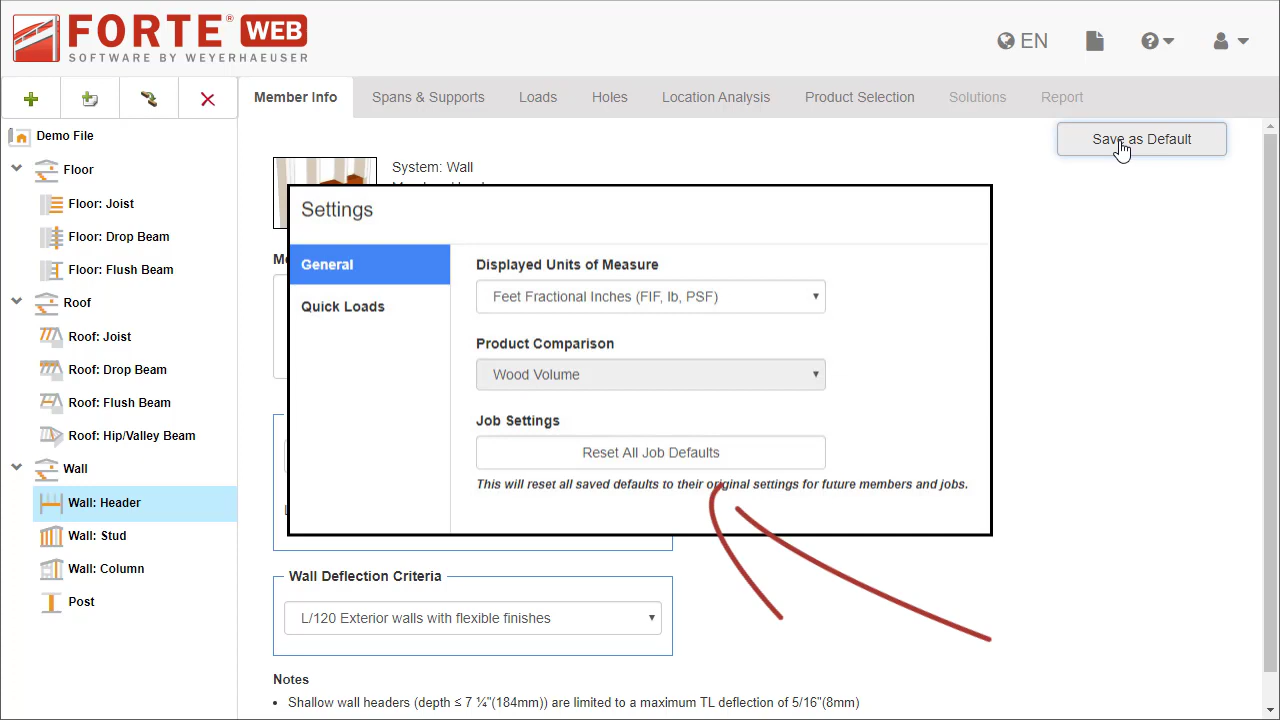 FORTE® WEB
SOFTWARE BY WEYERHAEUSER
EN
Member Info
Spans & Supports
Loads
Holes
Location Analysis
Product Selection
Solutions
Report
Save as Default
Demo File
Floor
Floor: Joist
Floor: Drop Beam
Floor: Flush Beam
Roof
Roof: Joist
Roof: Drop Beam
Roof: Flush Beam
Roof: Hip/Valley Beam
Wall
Wall: Header
Wall: Stud
Wall: Column
Post
System: Wall
Settings
General
Quick Loads
Displayed Units of Measure
Feet Fractional Inches (FIF, lb, PSF)
Product Comparison
Wood Volume
Job Settings
Reset All Job Defaults
This will reset all saved defaults to their original settings for future members and jobs.
Wall Deflection Criteria
L/120 Exterior walls with flexible finishes
Notes
• Shallow wall headers (depth ≤ 7 ¼"(184mm)) are limited to a maximum TL deflection of 5/16"(8mm)